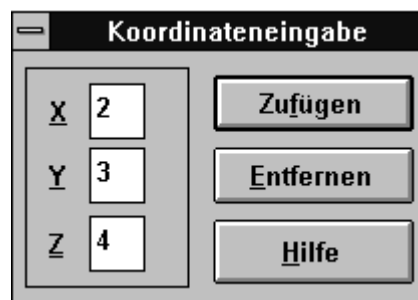 Koordinateneingabe
X 2
Y 3
Z 4
Zufügen
Entfernen
Hilfe